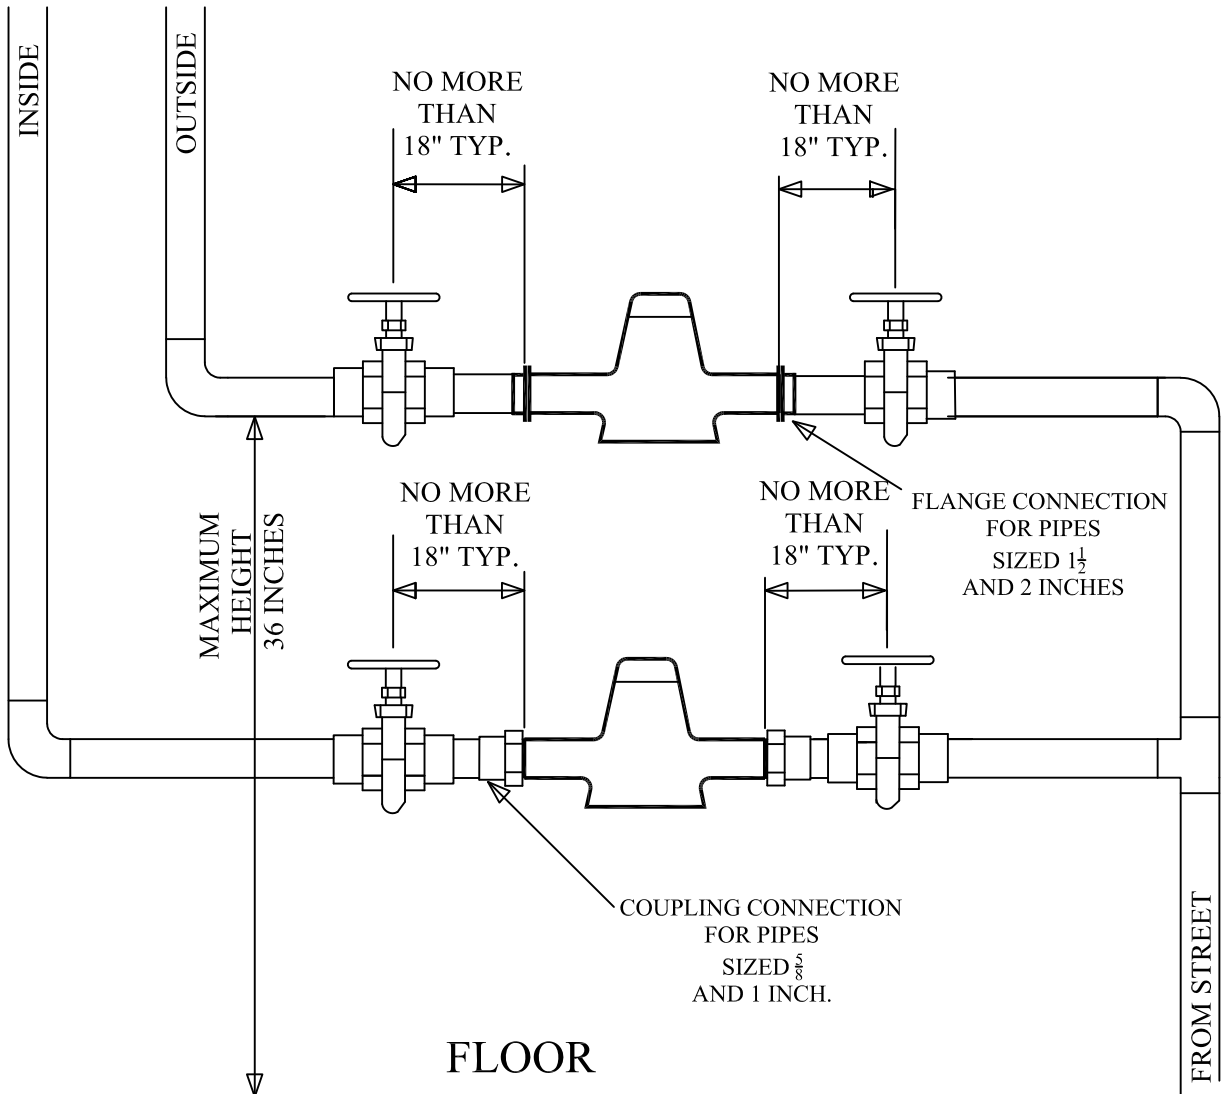 INSIDE
OUTSIDE
NO MORE
THAN
18" TYP.
NO MORE
THAN
18" TYP.
NO MORE
THAN
18" TYP.
NO MORE
THAN
18" TYP.
FLANGE CONNECTION
FOR PIPES
SIZED 1½
AND 2 INCHES
MAXIMUM
HEIGHT
36 INCHES
COUPLING CONNECTION
FOR PIPES
SIZED ⅝
AND 1 INCH.
FROM STREET
FLOOR